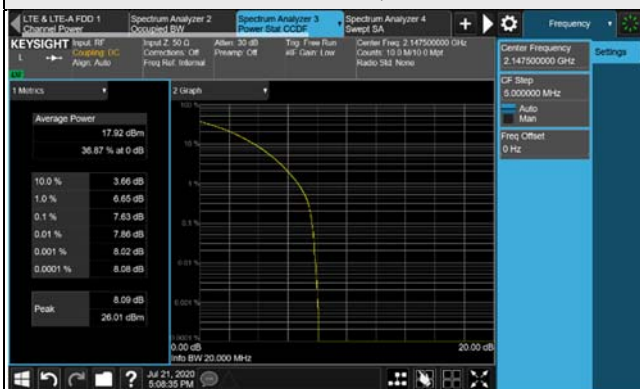 LTE & LTE-A FDD 1
Channel Power
Spectrum Analyzer 2
Occupied BW
Spectrum Analyzer 3
Power Stat CCDF
Spectrum Analyzer 4
Swept SA
+
Frequency
KEYSIGHT
L
Input: RF
Coupling: DC
Align: Auto
Input Z: 50 Ω
Corrections: Off
Freq Ref: Internal
Atten: 30 dB
Preamp: Off
Trig: Free Run
#IF Gain: Low
Center Freq: 2.147500000 GHz
Counts: 10.0 M/10.0 Mpt
Radio Std: None
Center Frequency
2.147500000 GHz
Settings
CF Step
5.000000 MHz
Auto
Man
Freq Offset
0 Hz
1 Metrics
2 Graph
Average Power
17.92 dBm
36.87 % at 0 dB
10.0 % 3.66 dB
1.0 % 6.65 dB
0.1 % 7.63 dB
0.01 % 7.86 dB
0.001 % 8.02 dB
0.0001 % 8.08 dB
Peak
8.09 dB
26.01 dBm
100 %
10 %
1 %
0.1 %
0.01 %
0.001 %
0.0001 %
0.00 dB
20.00 dB
Info BW 20.000 MHz
?
Jul 21, 2020
5:08:35 PM